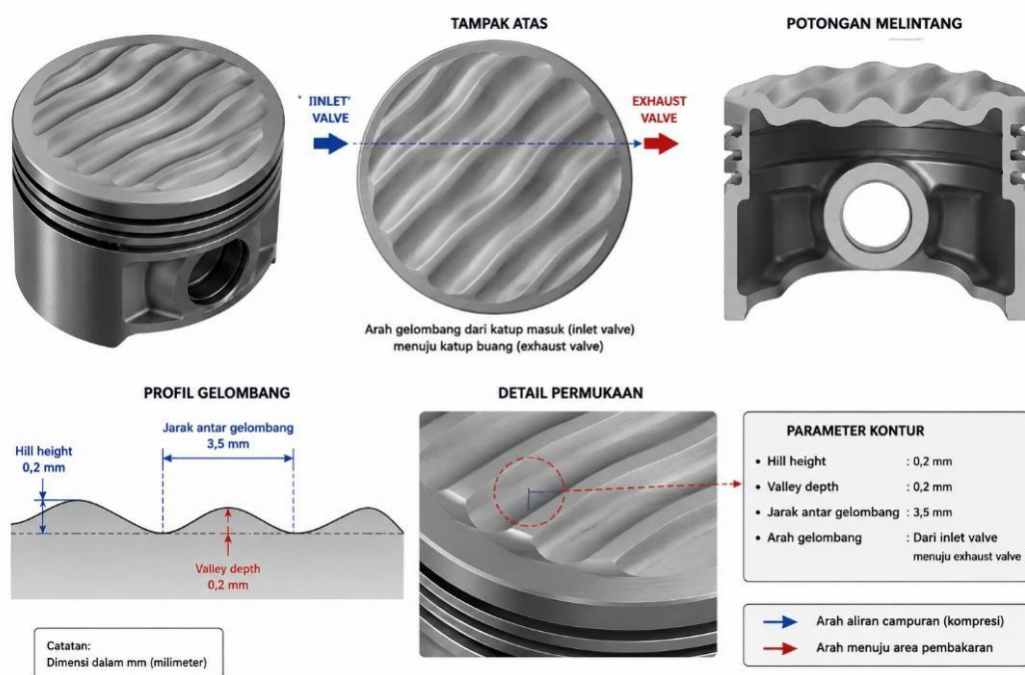 TAMPAK ATAS
POTONGAN MELINTANG
'JINLET'
VALVE
EXHAUST
VALVE
Arah gelombang dari katup masuk (inlet valve)
menuju katup buang (exhaust valve)
PROFIL GELOMBANG
Jarak antar gelombang
3,5 mm
Hill height
0,2 mm
Valley depth
0,2 mm
Catatan:
Dimensi dalam mm (milimeter)
DETAIL PERMUKAAN
PARAMETER KONTUR
• Hill height : 0,2 mm
• Valley depth : 0,2 mm
• Jarak antar gelombang : 3,5 mm
• Arah gelombang : Dari inlet valve
menuju exhaust valve
Arah aliran campuran (kompresi)
Arah menuju area pembakaran